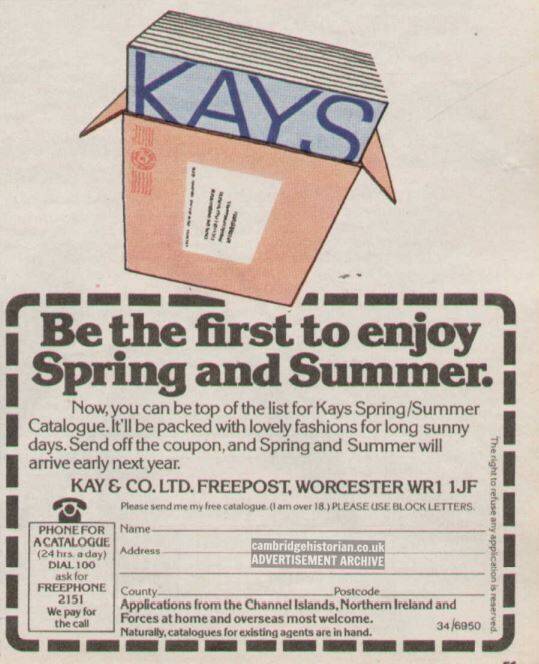 KAYS
Be the first to enjoy
Spring and Summer.
Now, you can be top of the list for Kays Spring/Summer
Catalogue. It'll be packed with lovely fashions for long sunny
days. Send off the coupon, and Spring and Summer will
arrive early next year.
KAY & CO. LTD. FREEPOST, WORCESTER WR1 1JF
Please send me my free catalogue. (I am over 18.) PLEASE USE BLOCK LETTERS.
PHONE FOR
A CATALOGUE
(24 hrs. a day)
DIAL 100
ask for
FREEPHONE
2151
We pay for
the call
Name
Address
cambridgehistorian.co.uk
ADVERTISEMENT ARCHIVE
County Postcode
Applications from the Channel Islands, Northern Ireland and
Forces at home and overseas most welcome.
Naturally, catalogues for existing agents are in hand.
34/6950
The right to refuse any application is reserved.